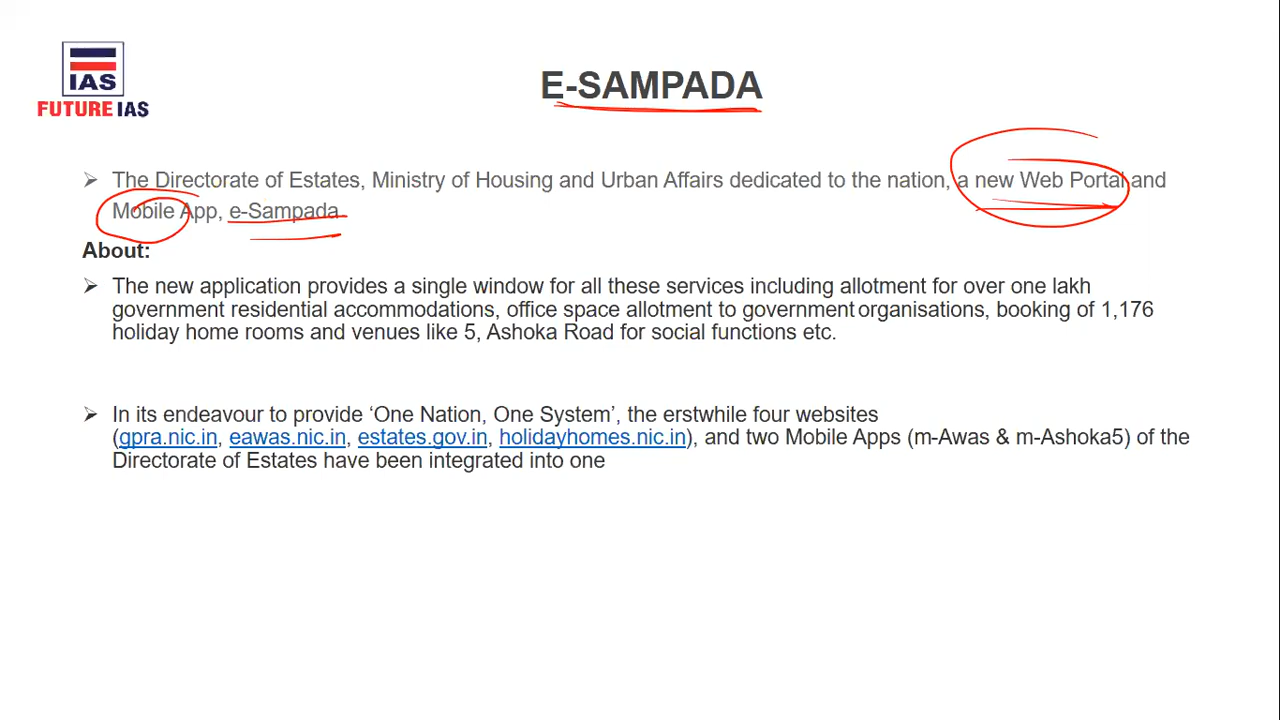 IAS
FUTURE IAS
E-SAMPADA
➢ The Directorate of Estates, Ministry of Housing and Urban Affairs dedicated to the nation, a new Web Portal and
Mobile App, e-Sampada.
About:
➢ The new application provides a single window for all these services including allotment for over one lakh
government residential accommodations, office space allotment to government organisations, booking of 1,176
holiday home rooms and venues like 5, Ashoka Road for social functions etc.
➢ In its endeavour to provide ‘One Nation, One System’, the erstwhile four websites
(gpra.nic.in, eawas.nic.in, estates.gov.in, holidayhomes.nic.in), and two Mobile Apps (m-Awas & m-Ashoka5) of the
Directorate of Estates have been integrated into one